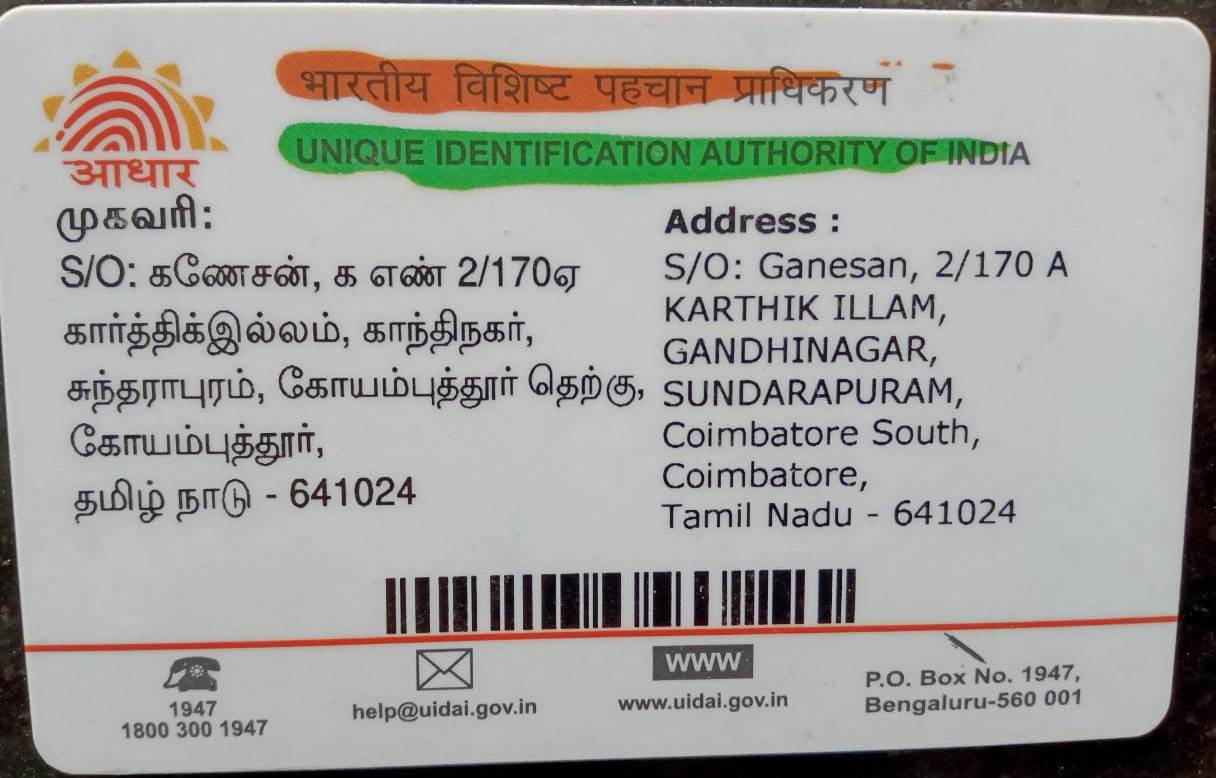 भारतीय विशिष्ट पहचान प्राधिकरण
UNIQUE IDENTIFICATION AUTHORITY OF INDIA
आधार
முகவரி:
S/O: கணேசன், க எண் 2/170ஏ
கார்த்திக்இல்லம், காந்திநகர்,
சுந்தராபுரம், கோயம்புத்தூர் தெற்கு,
கோயம்புத்தூர்,
தமிழ் நாடு - 641024
Address :
S/O: Ganesan, 2/170 A
KARTHIK ILLAM,
GANDHINAGAR,
SUNDARAPURAM,
Coimbatore South,
Coimbatore,
Tamil Nadu - 641024
1947
1800 300 1947
help@uidai.gov.in
www
www.uidai.gov.in
P.O. Box No. 1947,
Bengaluru-560 001